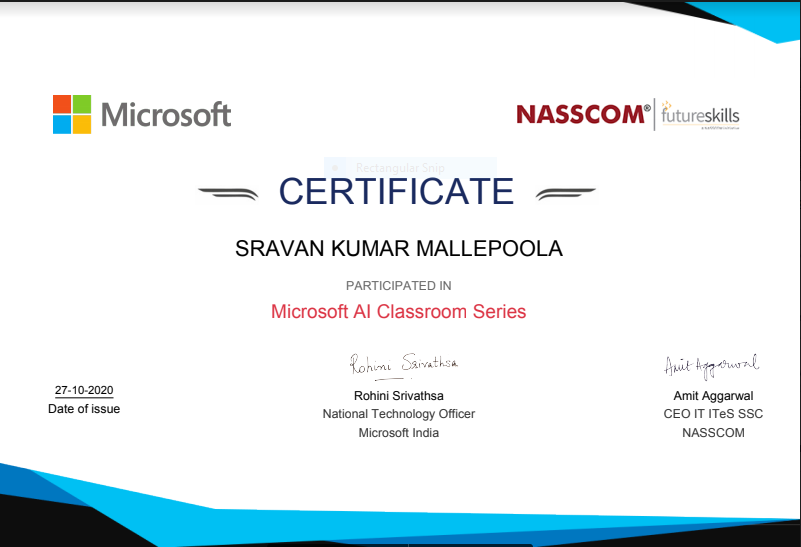 Microsoft
NASSCOM® futureskills
Rectangular Snip
CERTIFICATE
SRAVAN KUMAR MALLEPOOLA
PARTICIPATED IN
Microsoft AI Classroom Series
Rohini Srivathsa
Amit Aggarwal
27-10-2020
Date of issue
Rohini Srivathsa
National Technology Officer
Microsoft India
Amit Aggarwal
CEO IT ITeS SSC
NASSCOM